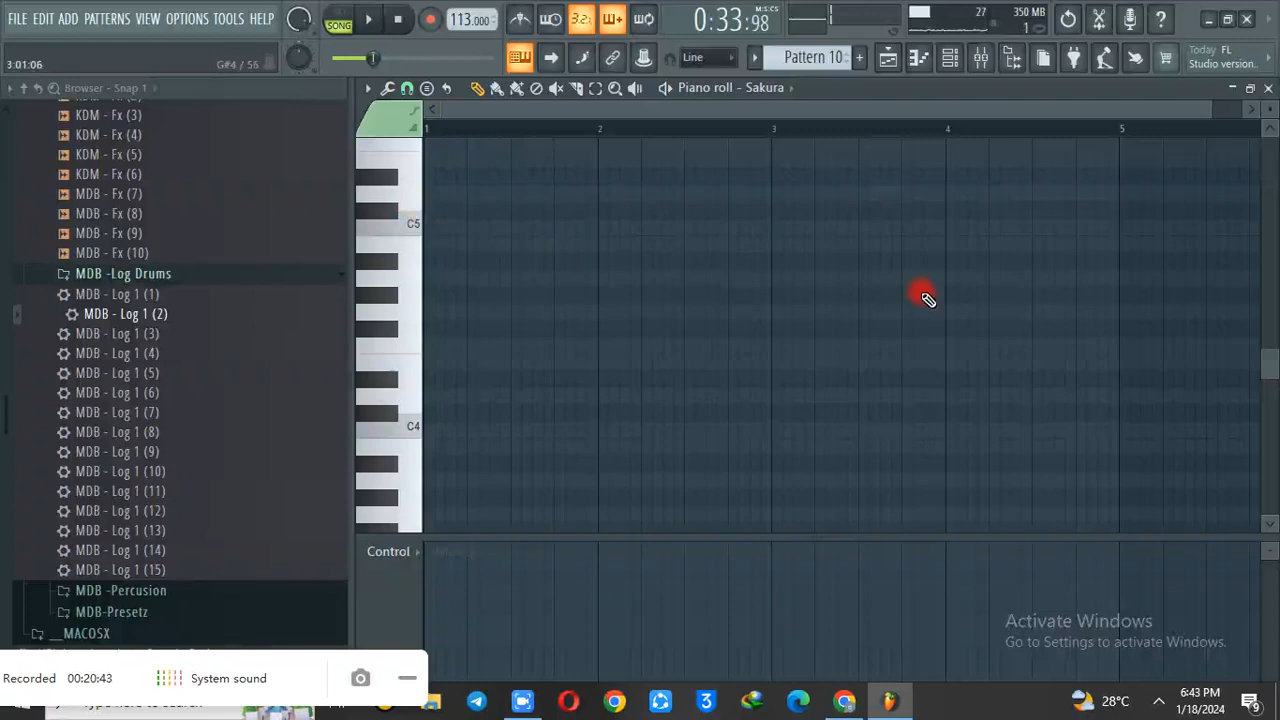 FILE EDIT ADD PATTERNS VIEW OPTIONS TOOLS HELP
3:01:06
G#4 / 56
SONG
113.000
3.2
0:33:98
M:S:CS
27
350 MB
Line
Pattern 10
Today
Studio version..
Browser - Snap 1
Piano roll - Sakura
KDM - Fx (3)
KDM - Fx (4)
KDM - Fx (5)
KDM - Fx (6)
MDB - Fx (7)
MDB - Fx (8)
MDB - Fx (9)
MDB - Fx (10)
MDB -Log Drums
MDB - Log 1 (1)
MDB - Log 1 (2)
MDB - Log 1 (3)
MDB - Log 1 (4)
MDB - Log 1 (5)
MDB - Log 1 (6)
MDB - Log 1 (7)
MDB - Log 1 (8)
MDB - Log 1 (9)
MDB - Log 1 (10)
MDB - Log 1 (11)
MDB - Log 1 (12)
MDB - Log 1 (13)
MDB - Log 1 (14)
MDB - Log 1 (15)
MDB -Percusion
MDB-Presetz
__MACOSX
1 2 3 4 5
C5
C4
Control
Activate Windows
Go to Settings to activate Windows.
Recorded 00:20:43 System sound
28°
5:43 PM
1/18/2024